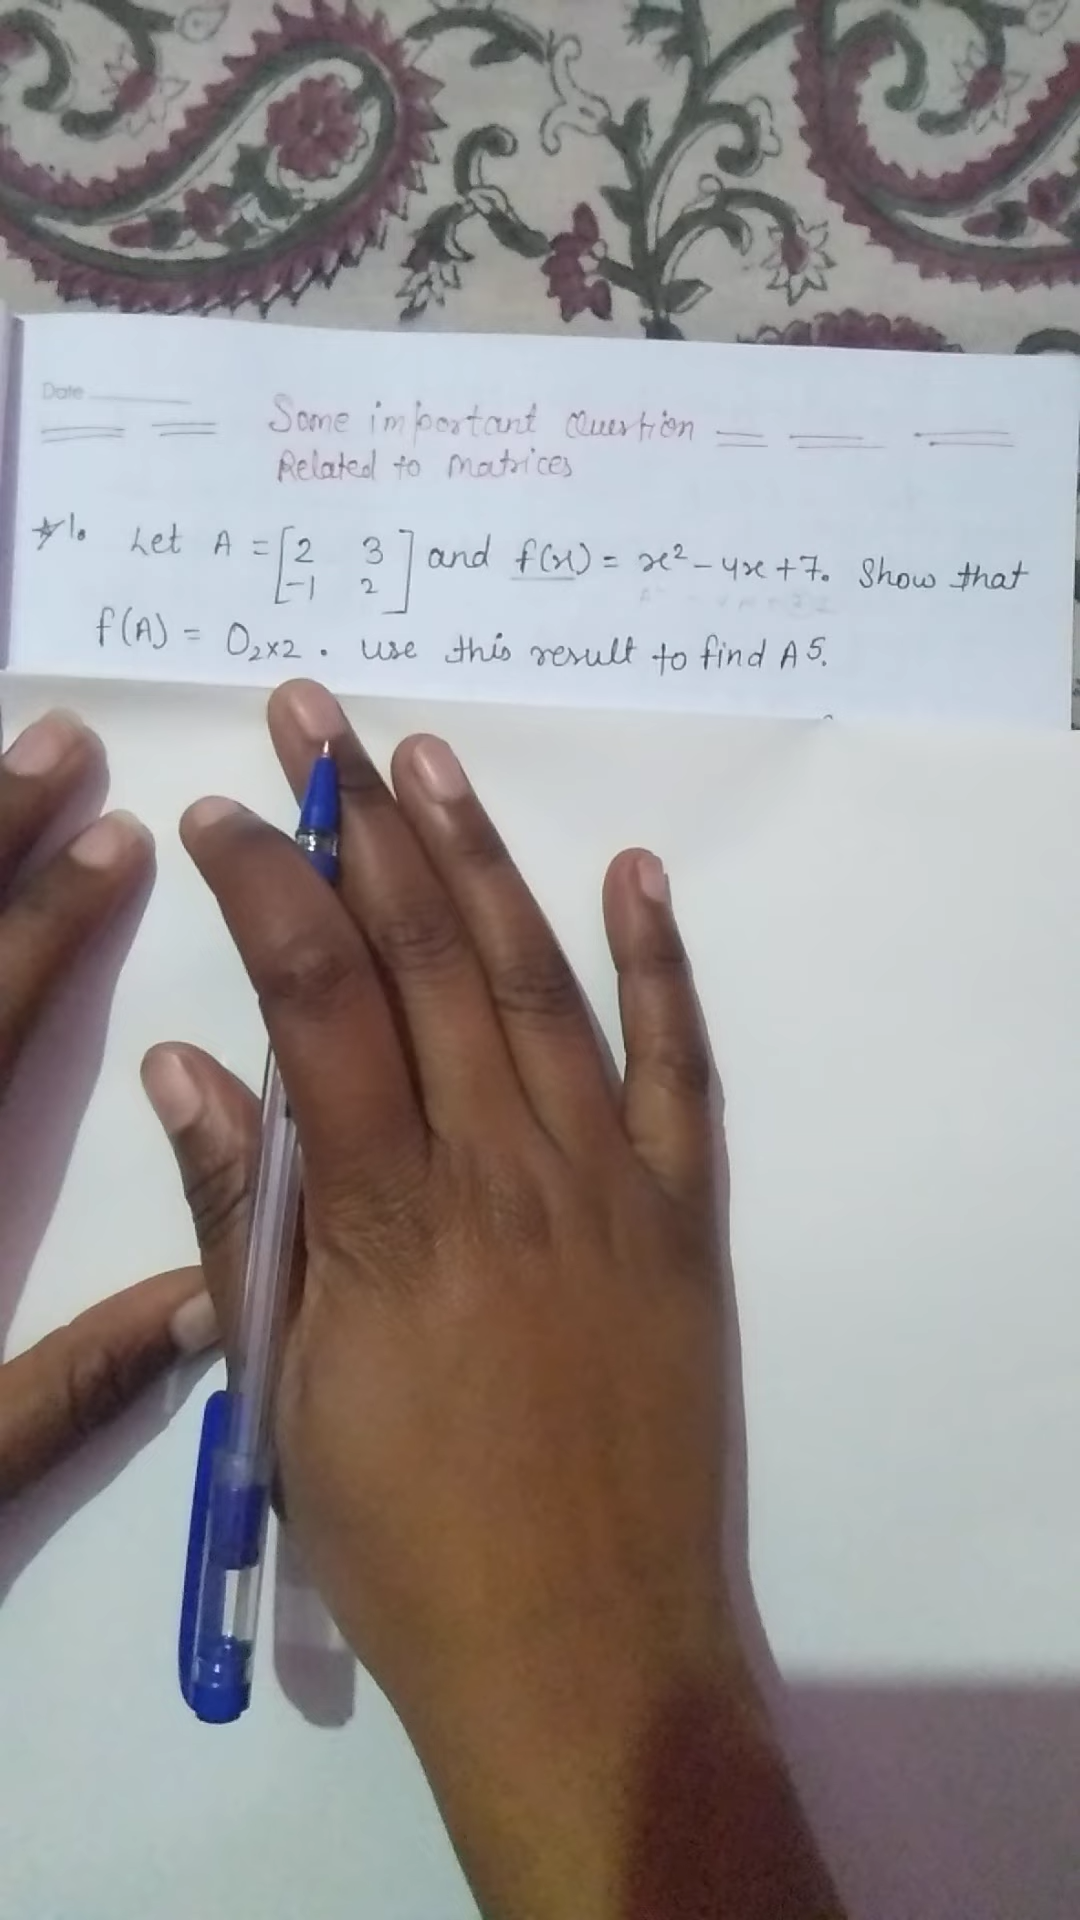 Date
Some important Question
Related to matrices
1. Let A = [2 3 -1 2] and f(x) = x² - 4x + 7. Show that
f(A) = O₂ₓ₂. use this result to find A⁵.